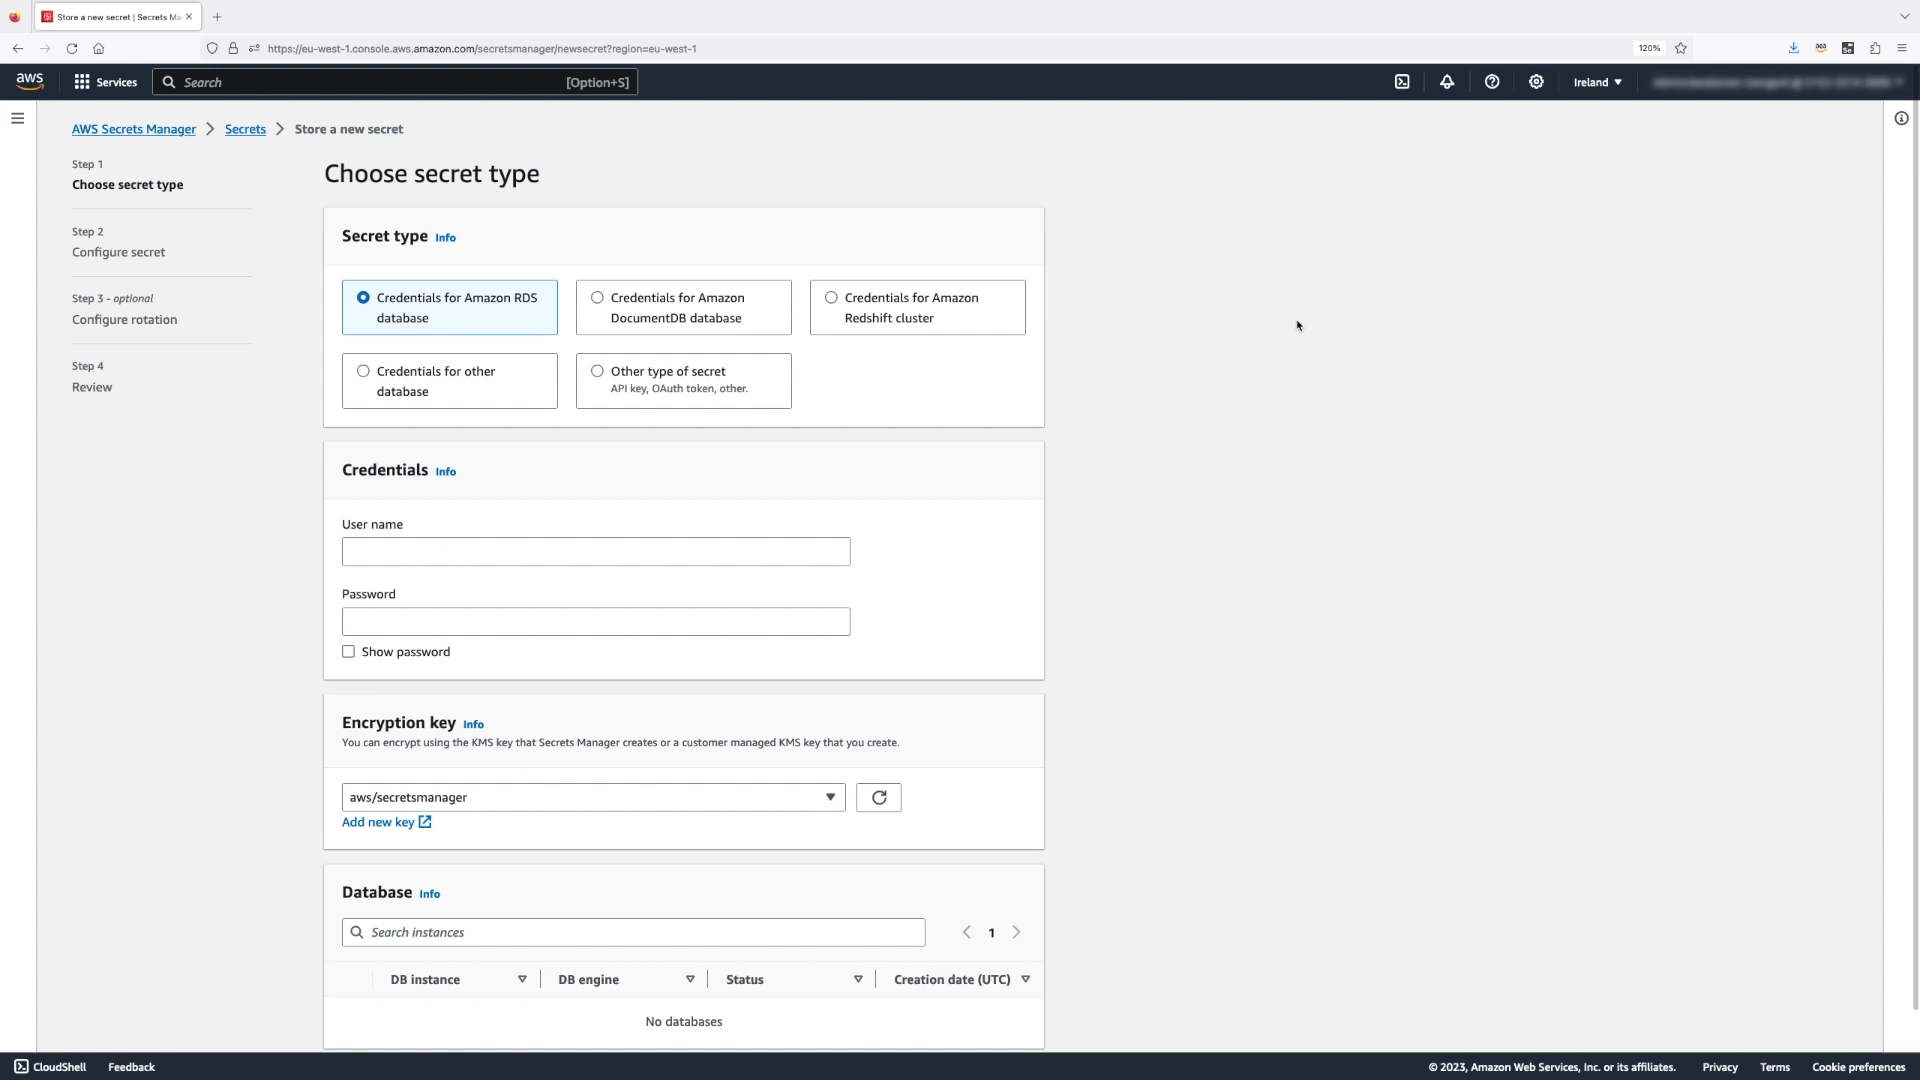 Store a new secret | Secrets Ma
https://eu-west-1.console.aws.amazon.com/secretsmanager/newsecret?region=eu-west-1
120%
aws
Services
Search
[Option+S]
Ireland
AWS Secrets Manager
Secrets
Store a new secret
Step 1
Choose secret type
Step 2
Configure secret
Step 3 - optional
Configure rotation
Step 4
Review
Choose secret type
Secret type Info
Credentials for Amazon RDS
database
Credentials for Amazon
DocumentDB database
Credentials for Amazon
Redshift cluster
Credentials for other
database
Other type of secret
API key, OAuth token, other.
Credentials Info
User name
Password
Show password
Encryption key Info
You can encrypt using the KMS key that Secrets Manager creates or a customer managed KMS key that you create.
aws/secretsmanager
Add new key
Database Info
Search instances
1
DB instance
DB engine
Status
Creation date (UTC)
No databases
CloudShell
Feedback
© 2023, Amazon Web Services, Inc. or its affiliates.
Privacy
Terms
Cookie preferences